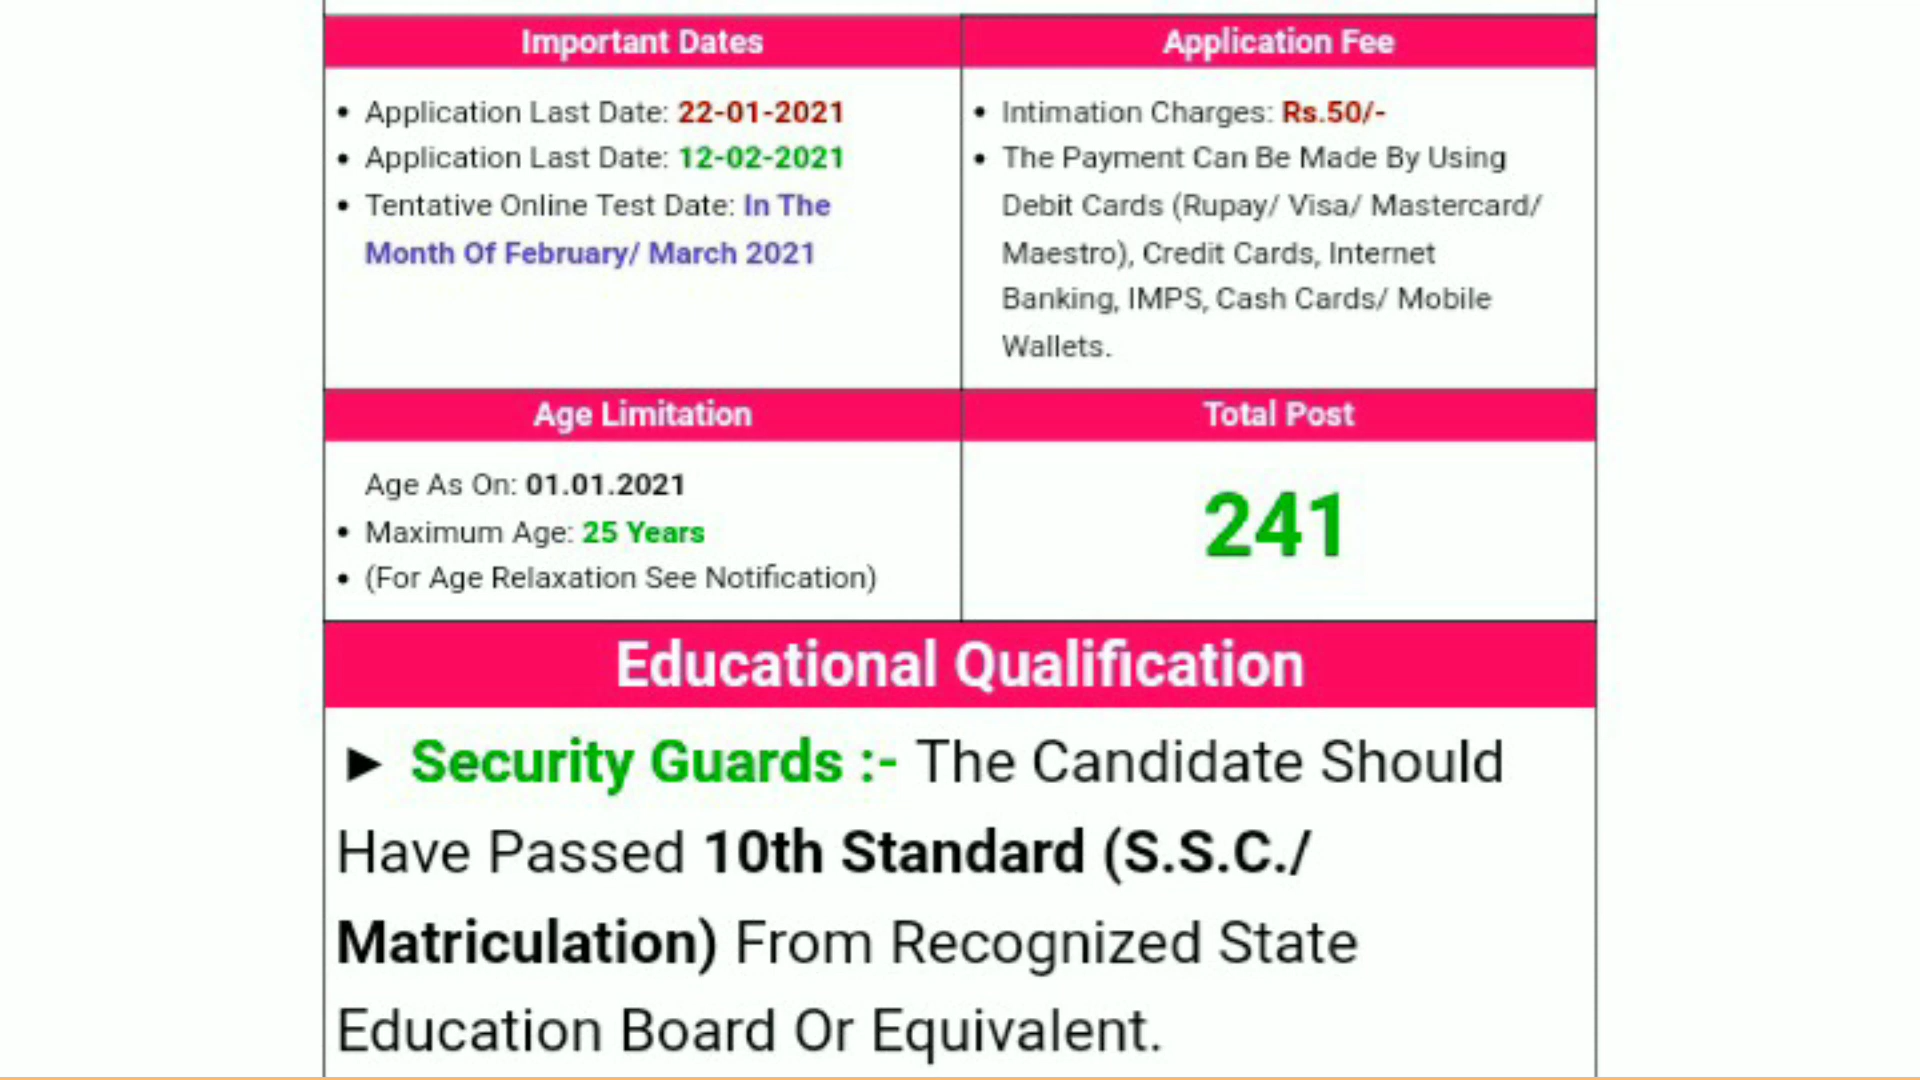 Important Dates
Application Fee
• Application Last Date: 22-01-2021
• Application Last Date: 12-02-2021
• Tentative Online Test Date: In The
Month Of February/ March 2021
• Intimation Charges: Rs.50/-
• The Payment Can Be Made By Using
Debit Cards (Rupay/ Visa/ Mastercard/
Maestro), Credit Cards, Internet
Banking, IMPS, Cash Cards/ Mobile
Wallets.
Age Limitation
Total Post
Age As On: 01.01.2021
• Maximum Age: 25 Years
• (For Age Relaxation See Notification)
241
Educational Qualification
► Security Guards :- The Candidate Should
Have Passed 10th Standard (S.S.C./
Matriculation) From Recognized State
Education Board Or Equivalent.